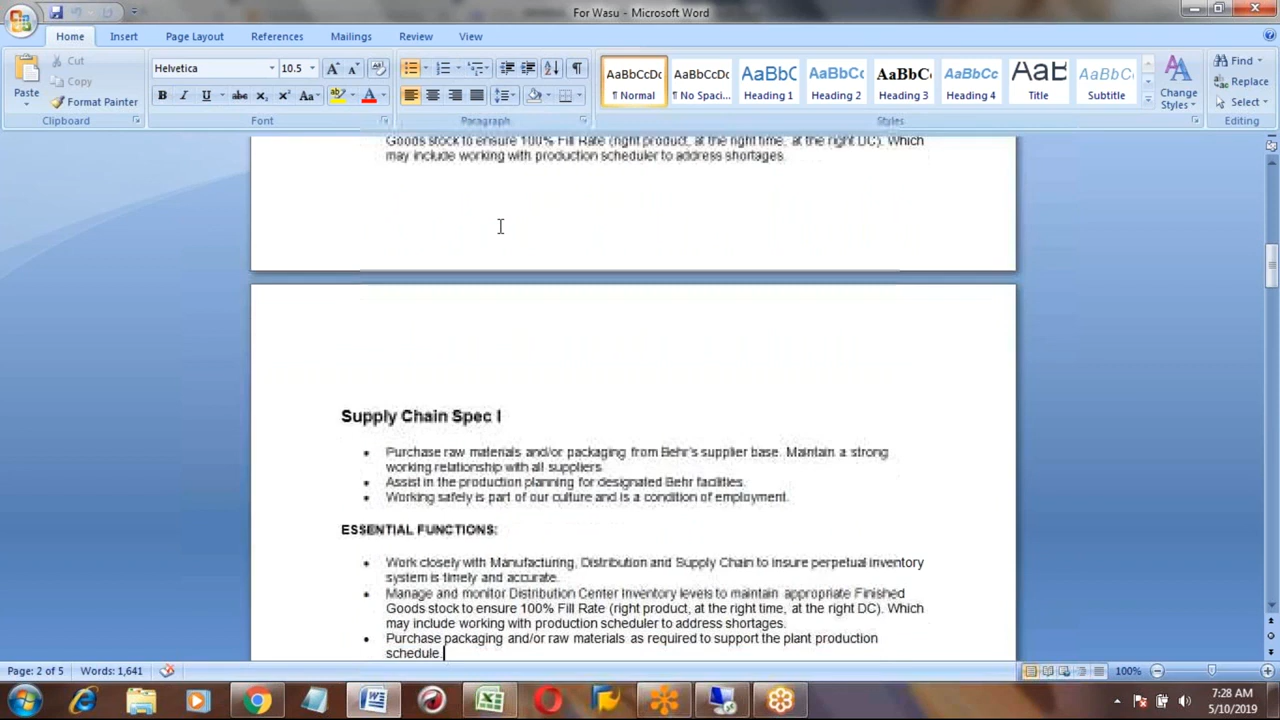 For Wasu - Microsoft Word
Home Insert Page Layout References Mailings Review View
Paste
Cut
Copy
Format Painter
Clipboard
Helvetica 10.5
Font
Paragraph
AaBbCcDc AaBbCcDc AaBbC AaBbCc AaBbC AaBbCc AaB AaBbCc
¶ Normal ¶ No Spaci... Heading 1 Heading 2 Heading 3 Heading 4 Title Subtitle
Change
Styles
Styles
Find
Replace
Select
Editing
Goods stock to ensure 100% Fill Rate (right product, at the right time, at the right DC). Which
may include working with production scheduler to address shortages.
Supply Chain Spec I
• Purchase raw materials and/or packaging from Behr's supplier base. Maintain a strong
working relationship with all suppliers.
• Assist in the production planning for designated Behr facilities.
• Working safely is part of our culture and is a condition of employment.
ESSENTIAL FUNCTIONS:
• Work closely with Manufacturing, Distribution and Supply Chain to insure perpetual inventory
system is timely and accurate.
• Manage and monitor Distribution Center Inventory levels to maintain appropriate Finished
Goods stock to ensure 100% Fill Rate (right product, at the right time, at the right DC). Which
may include working with production scheduler to address shortages.
• Purchase packaging and/or raw materials as required to support the plant production
schedule.
Page: 2 of 5 Words: 1,641 100%
7:28 AM
5/10/2019